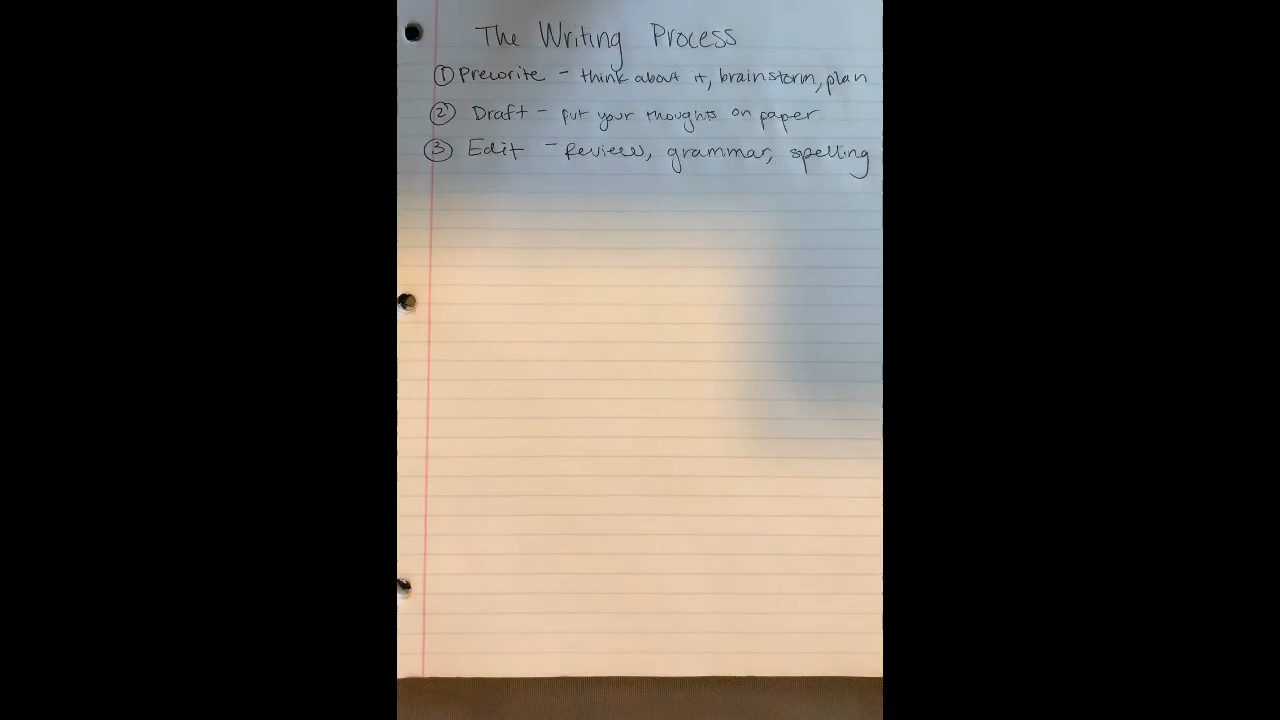 The Writing Process
① Prewrite - think about it, brainstorm, plan
② Draft - put your thoughts on paper
③ Edit - Review, grammar, spelling